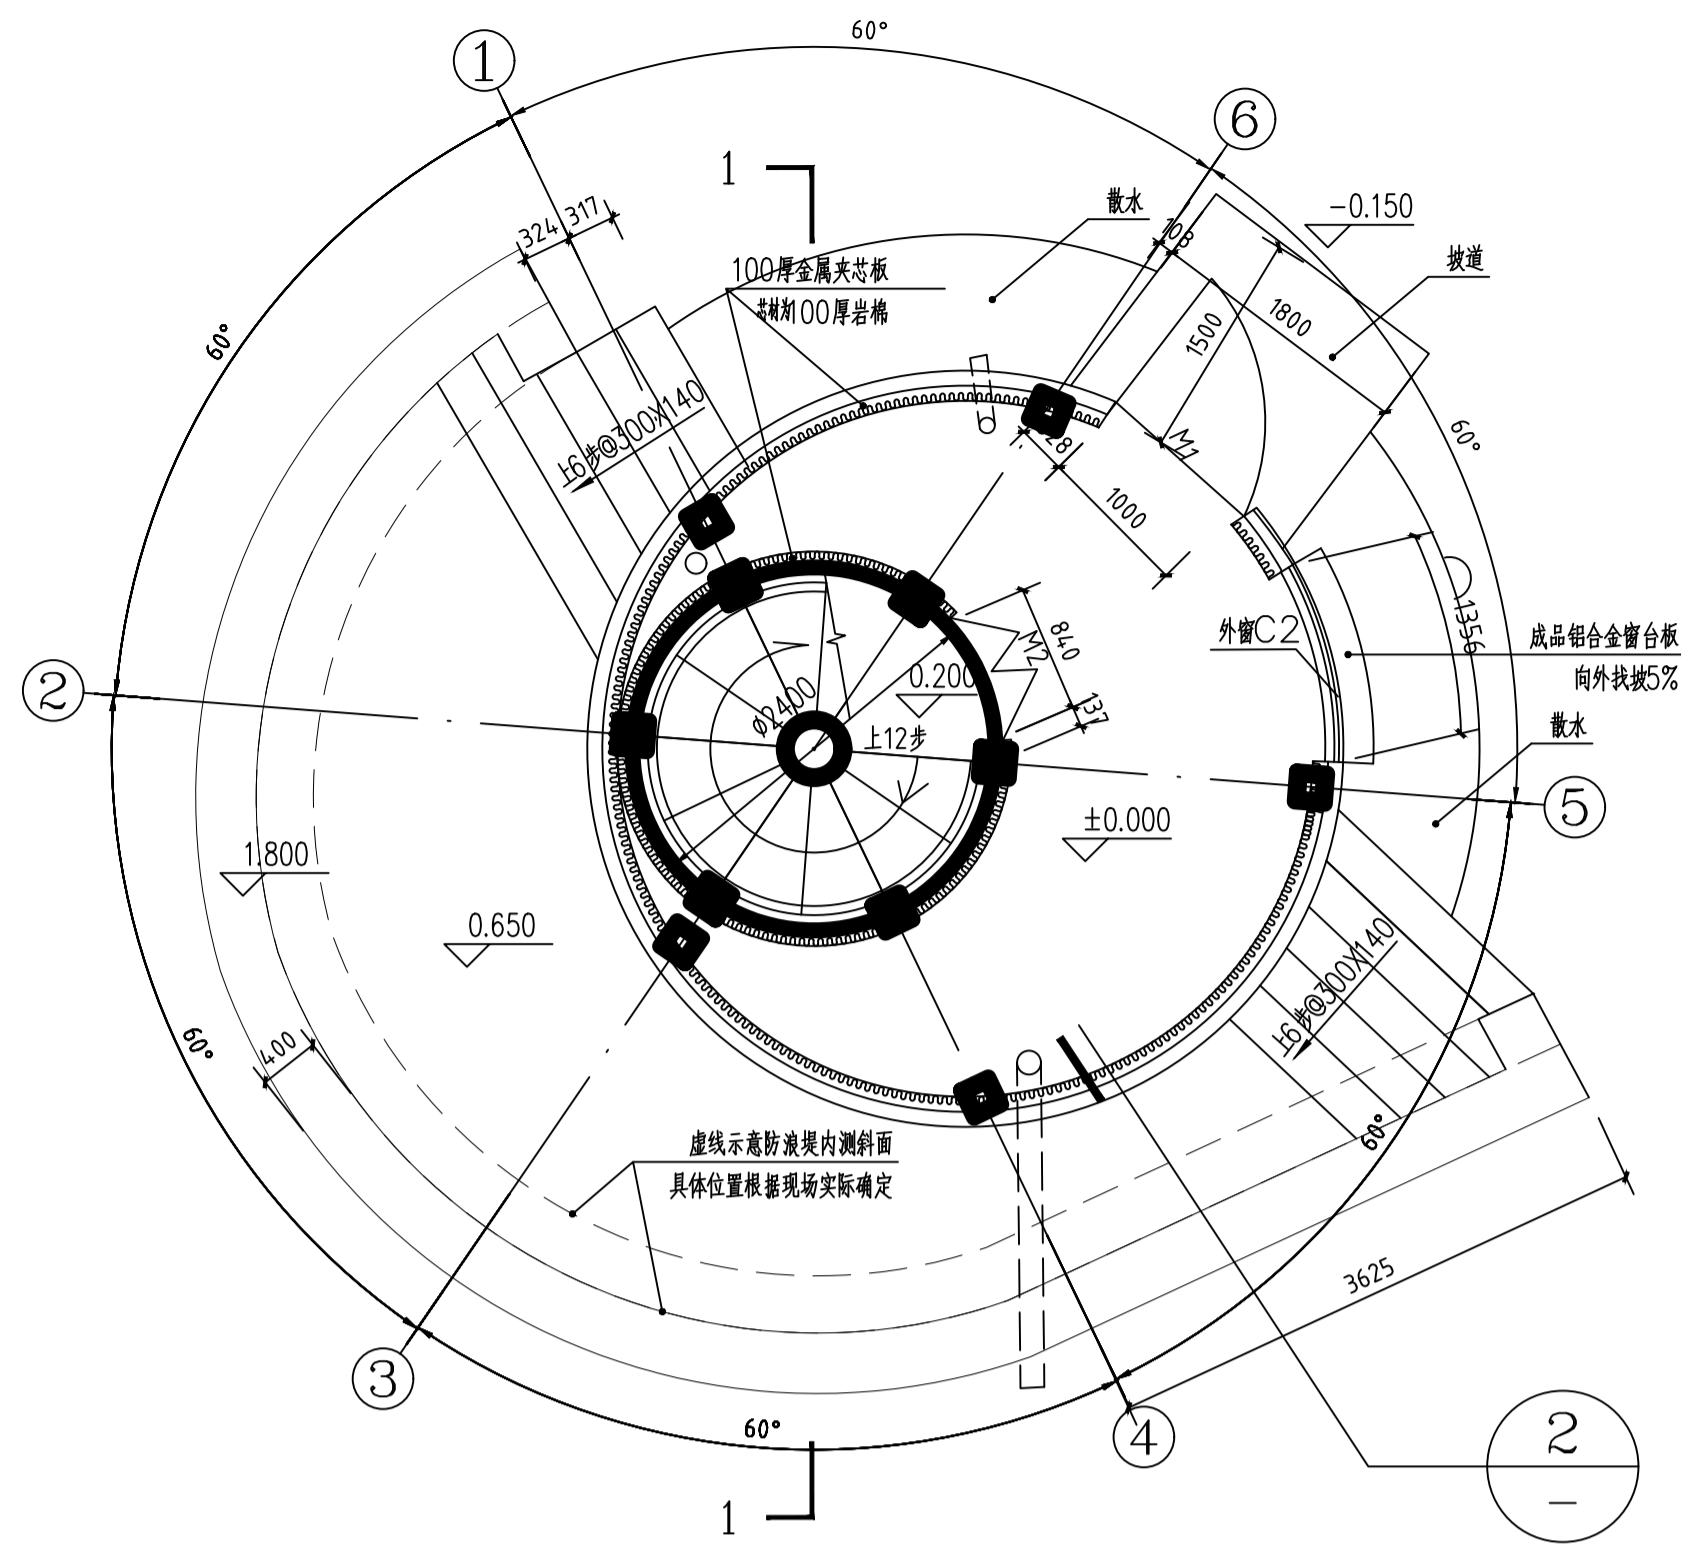 60°
①
⑥
1
散水
-0.150
324
317
108
坡道
100厚金属夹芯板
芯材为100厚岩棉
1800
1500
60°
60°
上6步@300X140
M1
281
1000
外窗C2
1356
成品铝合金窗台板
向外找坡5%
840
M2
0.200
ø2400
137
②
上12步
散水
⑤
±0.000
1.800
0.650
上6步@300X140
60°
400
60°
虚线示意防浪堤内测斜面
具体位置根据现场实际确定
3625
③
60°
④
2
-
1